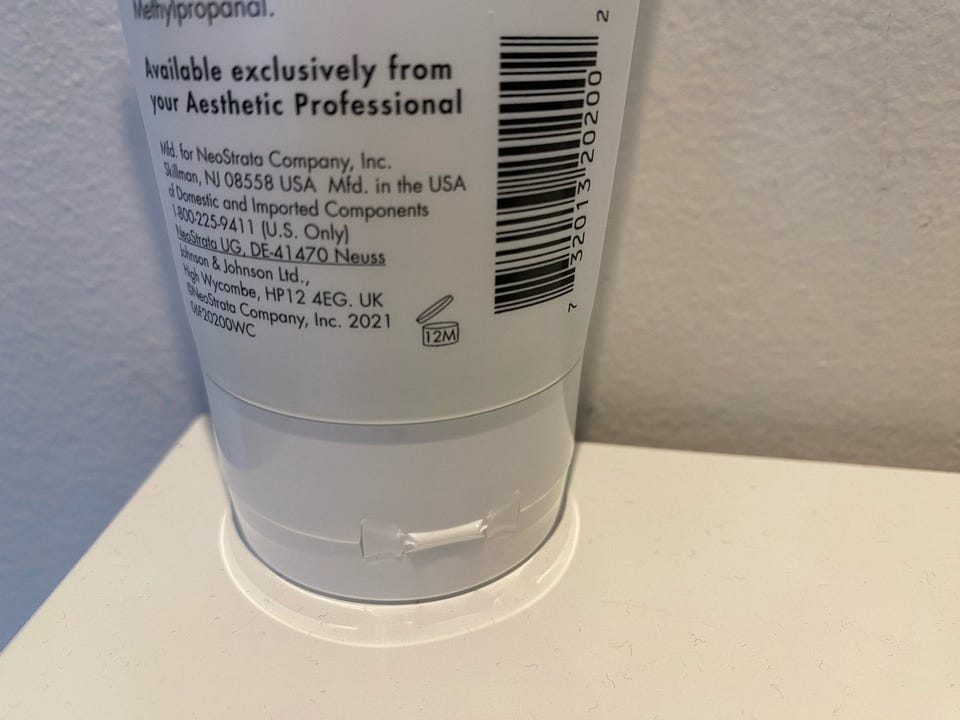 Methylpropanal.
Available exclusively from
your Aesthetic Professional
Mfd. for NeoStrata Company, Inc.
Skillman, NJ 08558 USA Mfd. in the USA
of Domestic and Imported Components
1-800-225-9411 (U.S. Only)
NeoStrata UG, DE-41470 Neuss
Johnson & Johnson Ltd.,
High Wycombe, HP12 4EG. UK
©NeoStrata Company, Inc. 2021
06F20200WC
12M
7 32013 20200 2